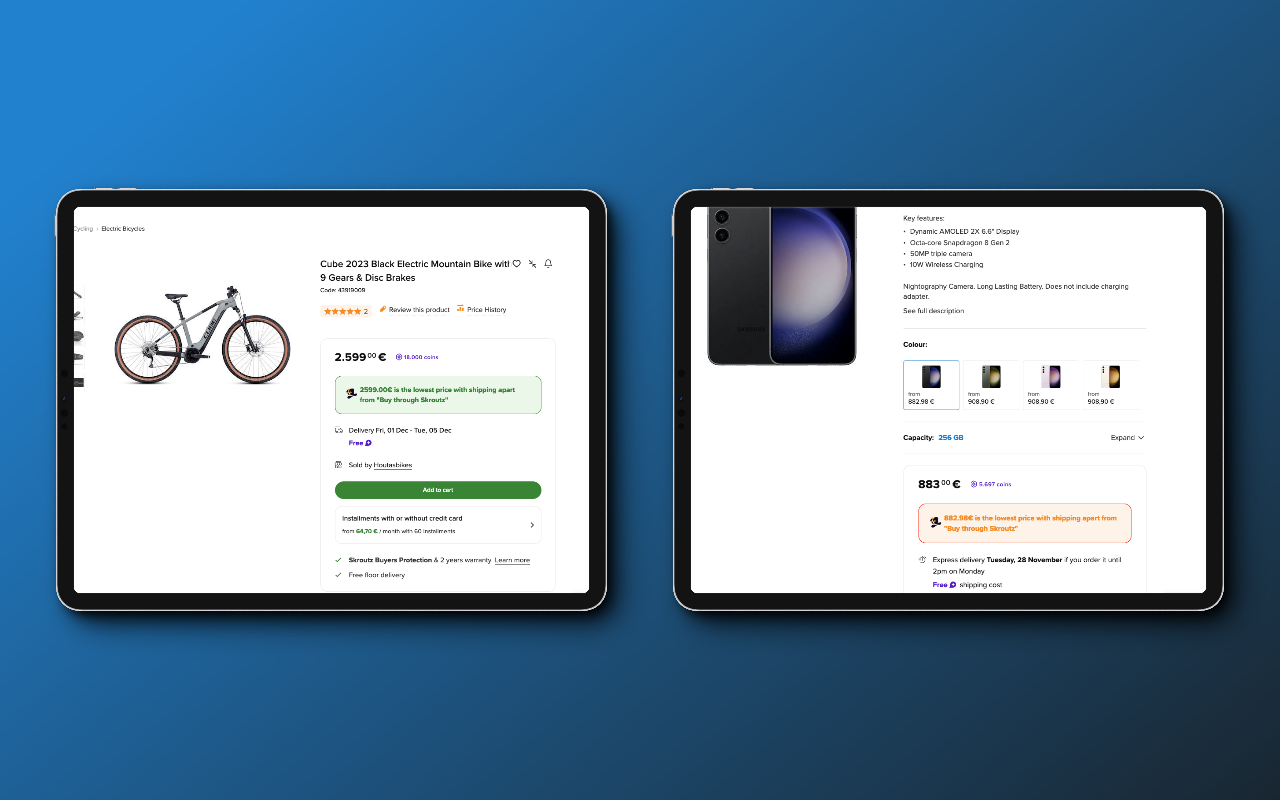 Cycling › Electric Bicycles
Cube 2023 Black Electric Mountain Bike with
9 Gears & Disc Brakes
Code: 43919009
2 Review this product Price History
2.599⁰⁰ € 18.000 coins
2599.00€ is the lowest price with shipping apart
from "Buy through Skroutz"
Delivery Fri, 01 Dec - Tue, 05 Dec
Free
Sold by Houtasbikes
Add to cart
Installments with or without credit card
from 64,70 € / month with 60 installments
Skroutz Buyers Protection & 2 years warranty Learn more
Free floor delivery
CUBE
SAMSUNG
Key features:
• Dynamic AMOLED 2X 6.6" Display
• Octa-core Snapdragon 8 Gen 2
• 50MP triple camera
• 10W Wireless Charging
Nightography Camera. Long Lasting Battery. Does not include charging
adapter.
See full description
Colour:
from from from from
882,98 € 908,90 € 908,90 € 908,90 €
Capacity: 256 GB Expand
883⁰⁰ € 5.697 coins
882.98€ is the lowest price with shipping apart from
"Buy through Skroutz"
Express delivery Tuesday, 28 November if you order it until
2pm on Monday
Free shipping cost